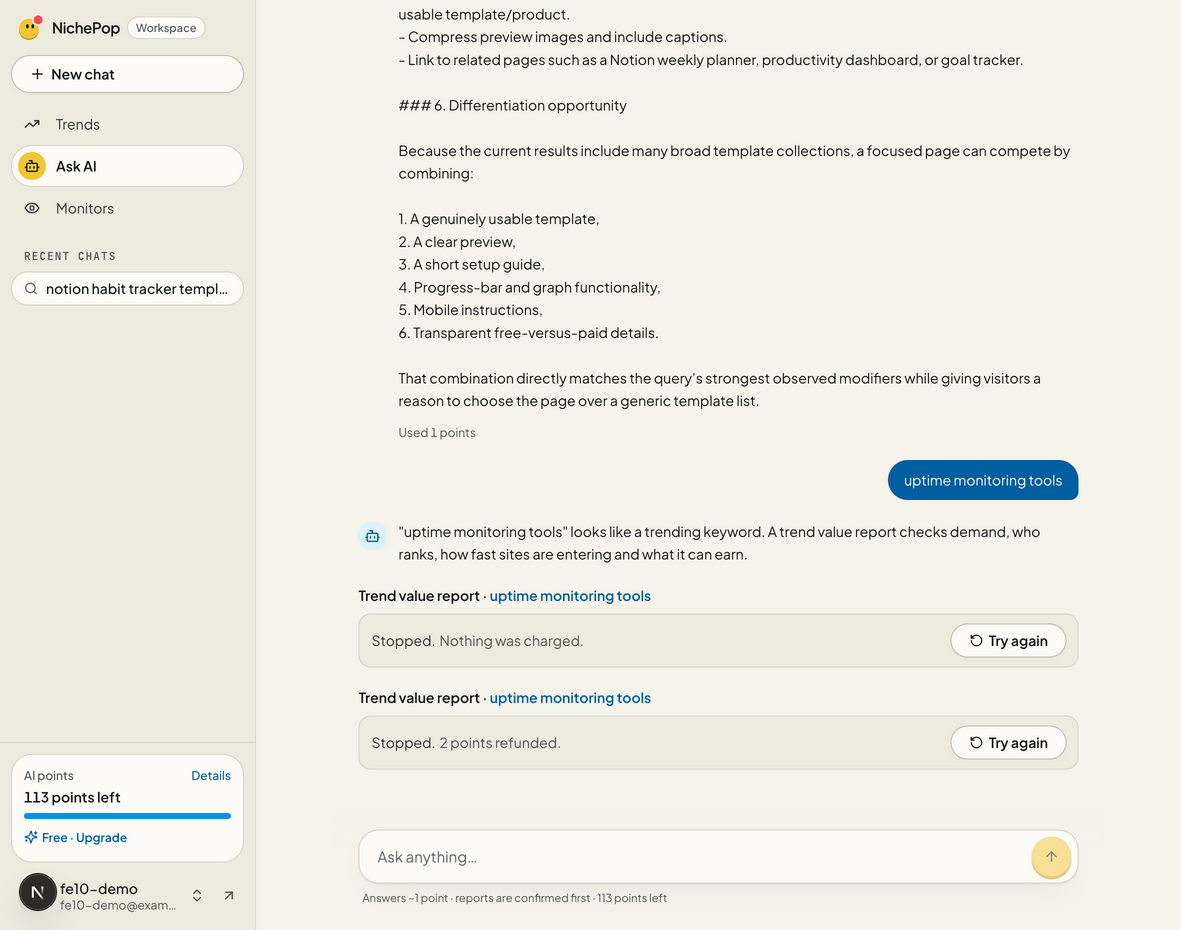 NichePop Workspace
New chat
Trends
Ask AI
Monitors
RECENT CHATS
notion habit tracker templ…
AI points Details
113 points left
Free · Upgrade
N
fe10-demo
fe10-demo@exam…
usable template/product.
- Compress preview images and include captions.
- Link to related pages such as a Notion weekly planner, productivity dashboard, or goal tracker.
### 6. Differentiation opportunity
Because the current results include many broad template collections, a focused page can compete by
combining:
1. A genuinely usable template,
2. A clear preview,
3. A short setup guide,
4. Progress-bar and graph functionality,
5. Mobile instructions,
6. Transparent free-versus-paid details.
That combination directly matches the query's strongest observed modifiers while giving visitors a
reason to choose the page over a generic template list.
Used 1 points
uptime monitoring tools
"uptime monitoring tools" looks like a trending keyword. A trend value report checks demand, who
ranks, how fast sites are entering and what it can earn.
Trend value report · uptime monitoring tools
Stopped. Nothing was charged. Try again
Trend value report · uptime monitoring tools
Stopped. 2 points refunded. Try again
Ask anything…
Answers ~1 point · reports are confirmed first · 113 points left